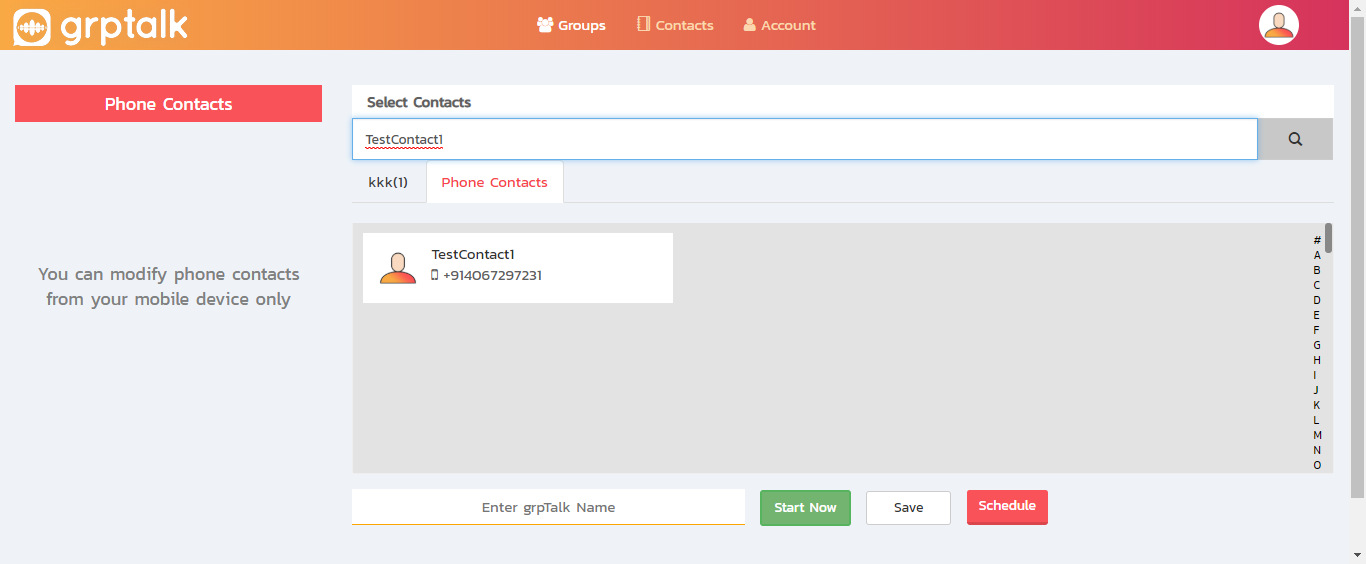 grptalk
Groups
Contacts
Account
Phone Contacts
You can modify phone contacts
from your mobile device only
Select Contacts
TestContact1
kkk(1)
Phone Contacts
TestContact1
+914067297231
#
A
B
C
D
E
F
G
H
I
J
K
L
M
N
O
Enter grpTalk Name
Start Now
Save
Schedule